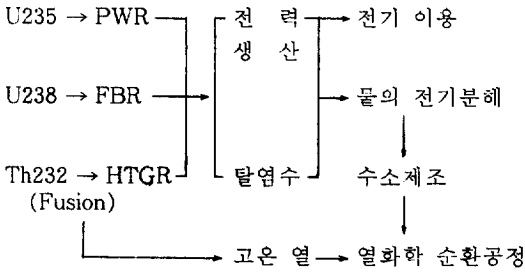 U235 → PWR 전 력 → 전기 이용
생 산
U238 → FBR → 물의 전기분해
Th232 → HTGR 탈염수 수소제조
(Fusion)
고온 열 → 열화학 순환공정